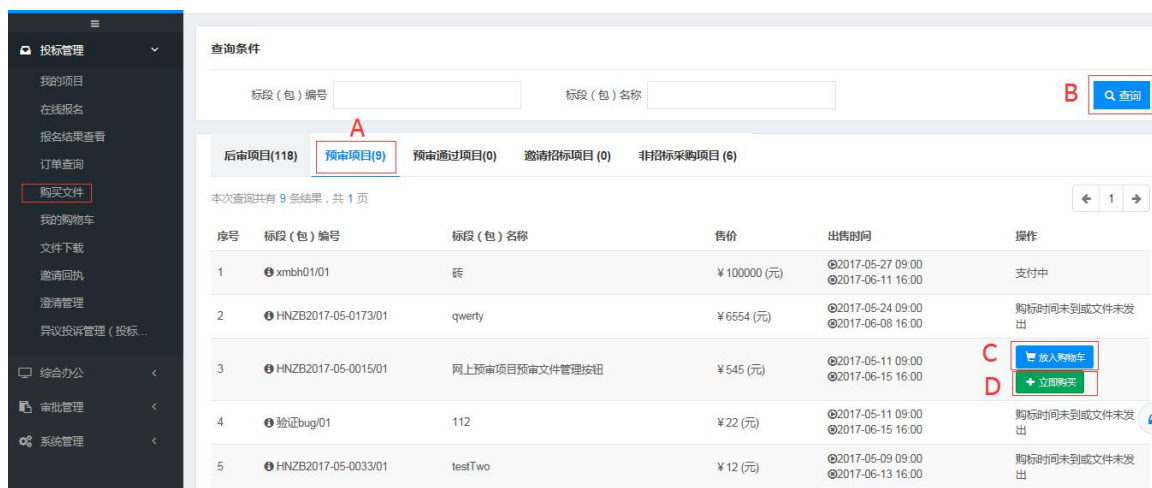 投标管理
我的项目
在线报名
报名结果查看
订单查询
购买文件
我的购物车
文件下载
邀请回执
澄清管理
异议投诉管理（投标...
综合办公
审批管理
系统管理
查询条件
标段（包）编号 标段（包）名称 B 查询
A
后审项目(118) 预审项目(9) 预审通过项目(0) 邀请招标项目 (0) 非招标采购项目 (6)
本次查询共有 9 条结果，共 1 页 1
序号 标段（包）编号 标段（包）名称 售价 出售时间 操作
1 xmbh01/01 砖 ¥100000 (元) 2017-05-27 09:00 支付中
2017-06-11 16:00
2 HNZB2017-05-0173/01 qwerty ¥6554 (元) 2017-05-24 09:00 购标时间未到或文件未发
2017-06-08 16:00 出
3 HNZB2017-05-0015/01 网上预审项目预审文件管理按钮 ¥545 (元) 2017-05-11 09:00 C 放入购物车
2017-06-15 16:00 D 立即购买
4 验证bug/01 112 ¥22 (元) 2017-05-11 09:00 购标时间未到或文件未发
2017-06-15 16:00 出
5 HNZB2017-05-0033/01 testTwo ¥12 (元) 2017-05-09 09:00 购标时间未到或文件未发
2017-06-13 16:00 出